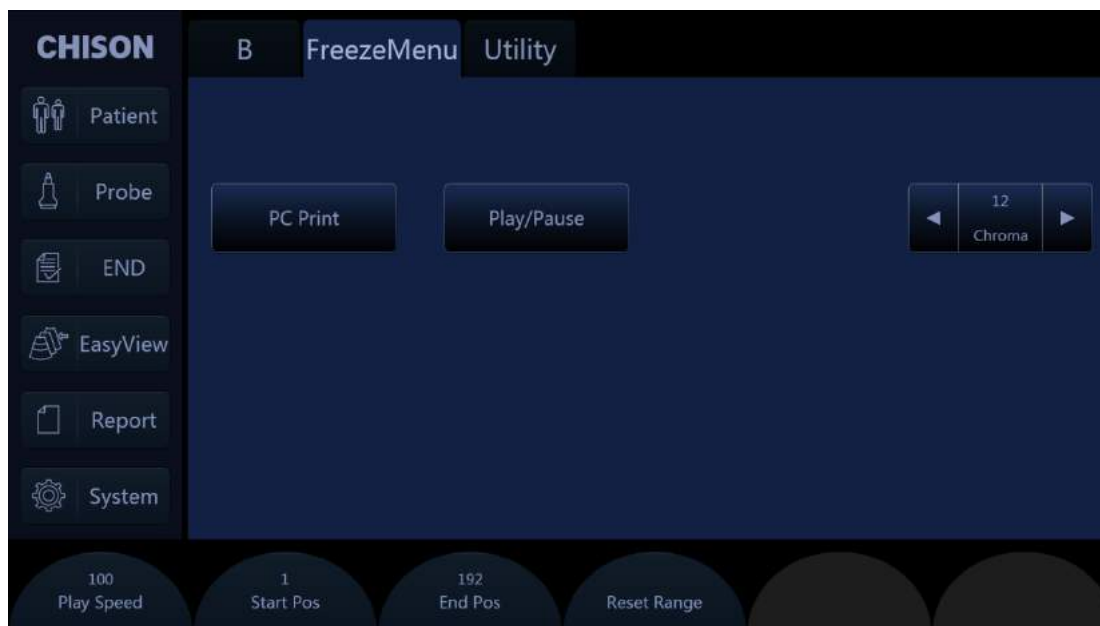 CHISON
B
FreezeMenu
Utility
Patient
Probe
END
EasyView
Report
System
PC Print
Play/Pause
12
Chroma
100
Play Speed
1
Start Pos
192
End Pos
Reset Range